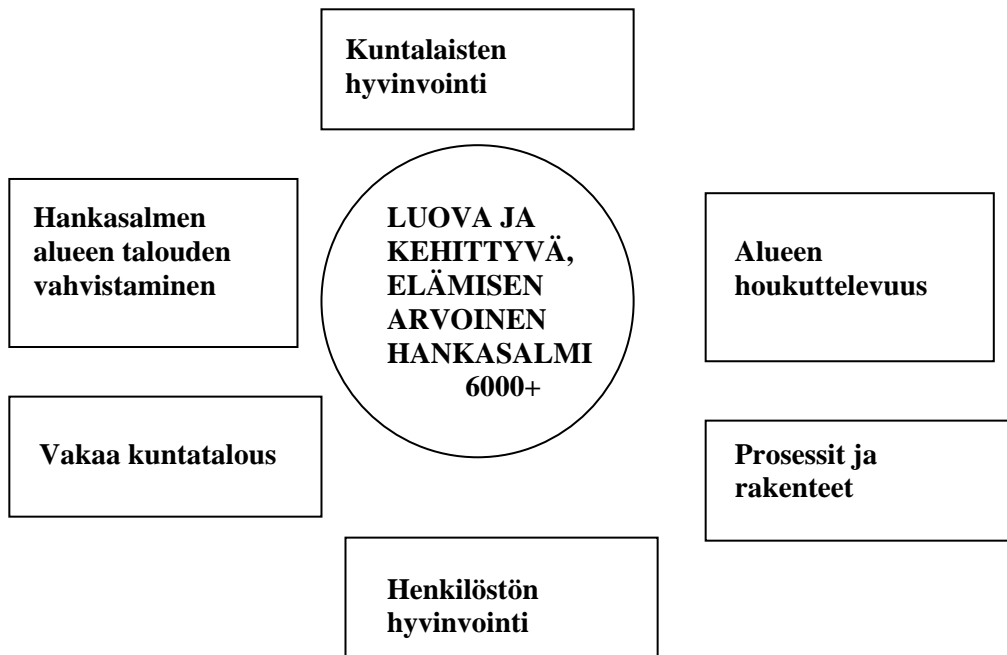 Kuntalaisten
hyvinvointi
Hankasalmen
alueen talouden
vahvistaminen
LUOVA JA
KEHITTYVÄ,
ELÄMISEN
ARVOINEN
HANKASALMI
6000+
Alueen
houkuttelevuus
Vakaa kuntatalous
Prosessit ja
rakenteet
Henkilöstön
hyvinvointi